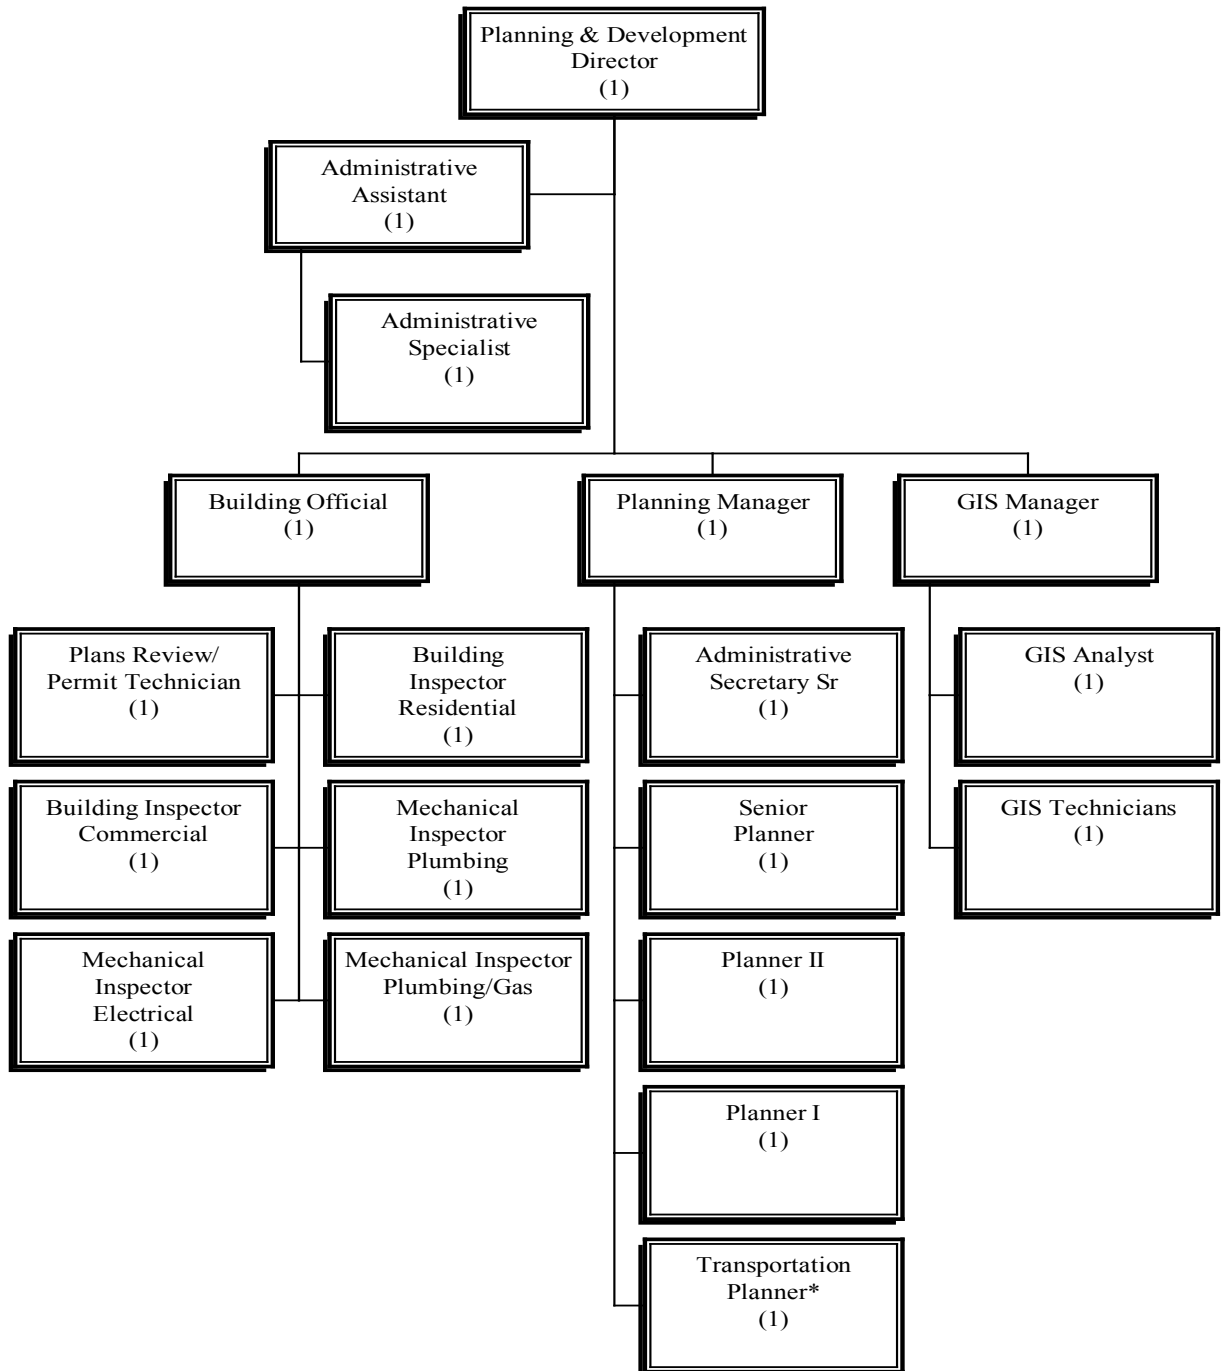 Planning & Development
Director
(1)
Administrative
Assistant
(1)
Administrative
Specialist
(1)
Building Official
(1)
Planning Manager
(1)
GIS Manager
(1)
Plans Review/
Permit Technician
(1)
Building
Inspector
Residential
(1)
Administrative
Secretary Sr
(1)
GIS Analyst
(1)
Building Inspector
Commercial
(1)
Mechanical
Inspector
Plumbing
(1)
Senior
Planner
(1)
GIS Technicians
(1)
Mechanical
Inspector
Electrical
(1)
Mechanical Inspector
Plumbing/Gas
(1)
Planner II
(1)
Planner I
(1)
Transportation
Planner*
(1)